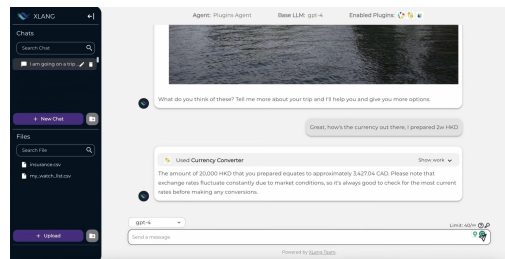 XLANG
Agent: Plugins Agent Base LLM: gpt-4 Enabled Plugins:
Chats
Search Chat
I am going on a trip
+ New Chat
Files
Search File
insurance.csv
my_watch_list.csv
+ Upload
What do you think of these? Tell me more about your trip and I'll help you and give you more options.
Great, how's the currency out there, I prepared 2w HKD
Used Currency Converter Show work
The amount of 20,000 HKD that you prepared equates to approximately 3,427.04 CAD. Please note that
exchange rates fluctuate constantly due to market conditions, so it's always good to check for the most current
rates before making any conversions.
gpt-4
Limit: 40/∞
Send a message
Powered by Xlang Team.